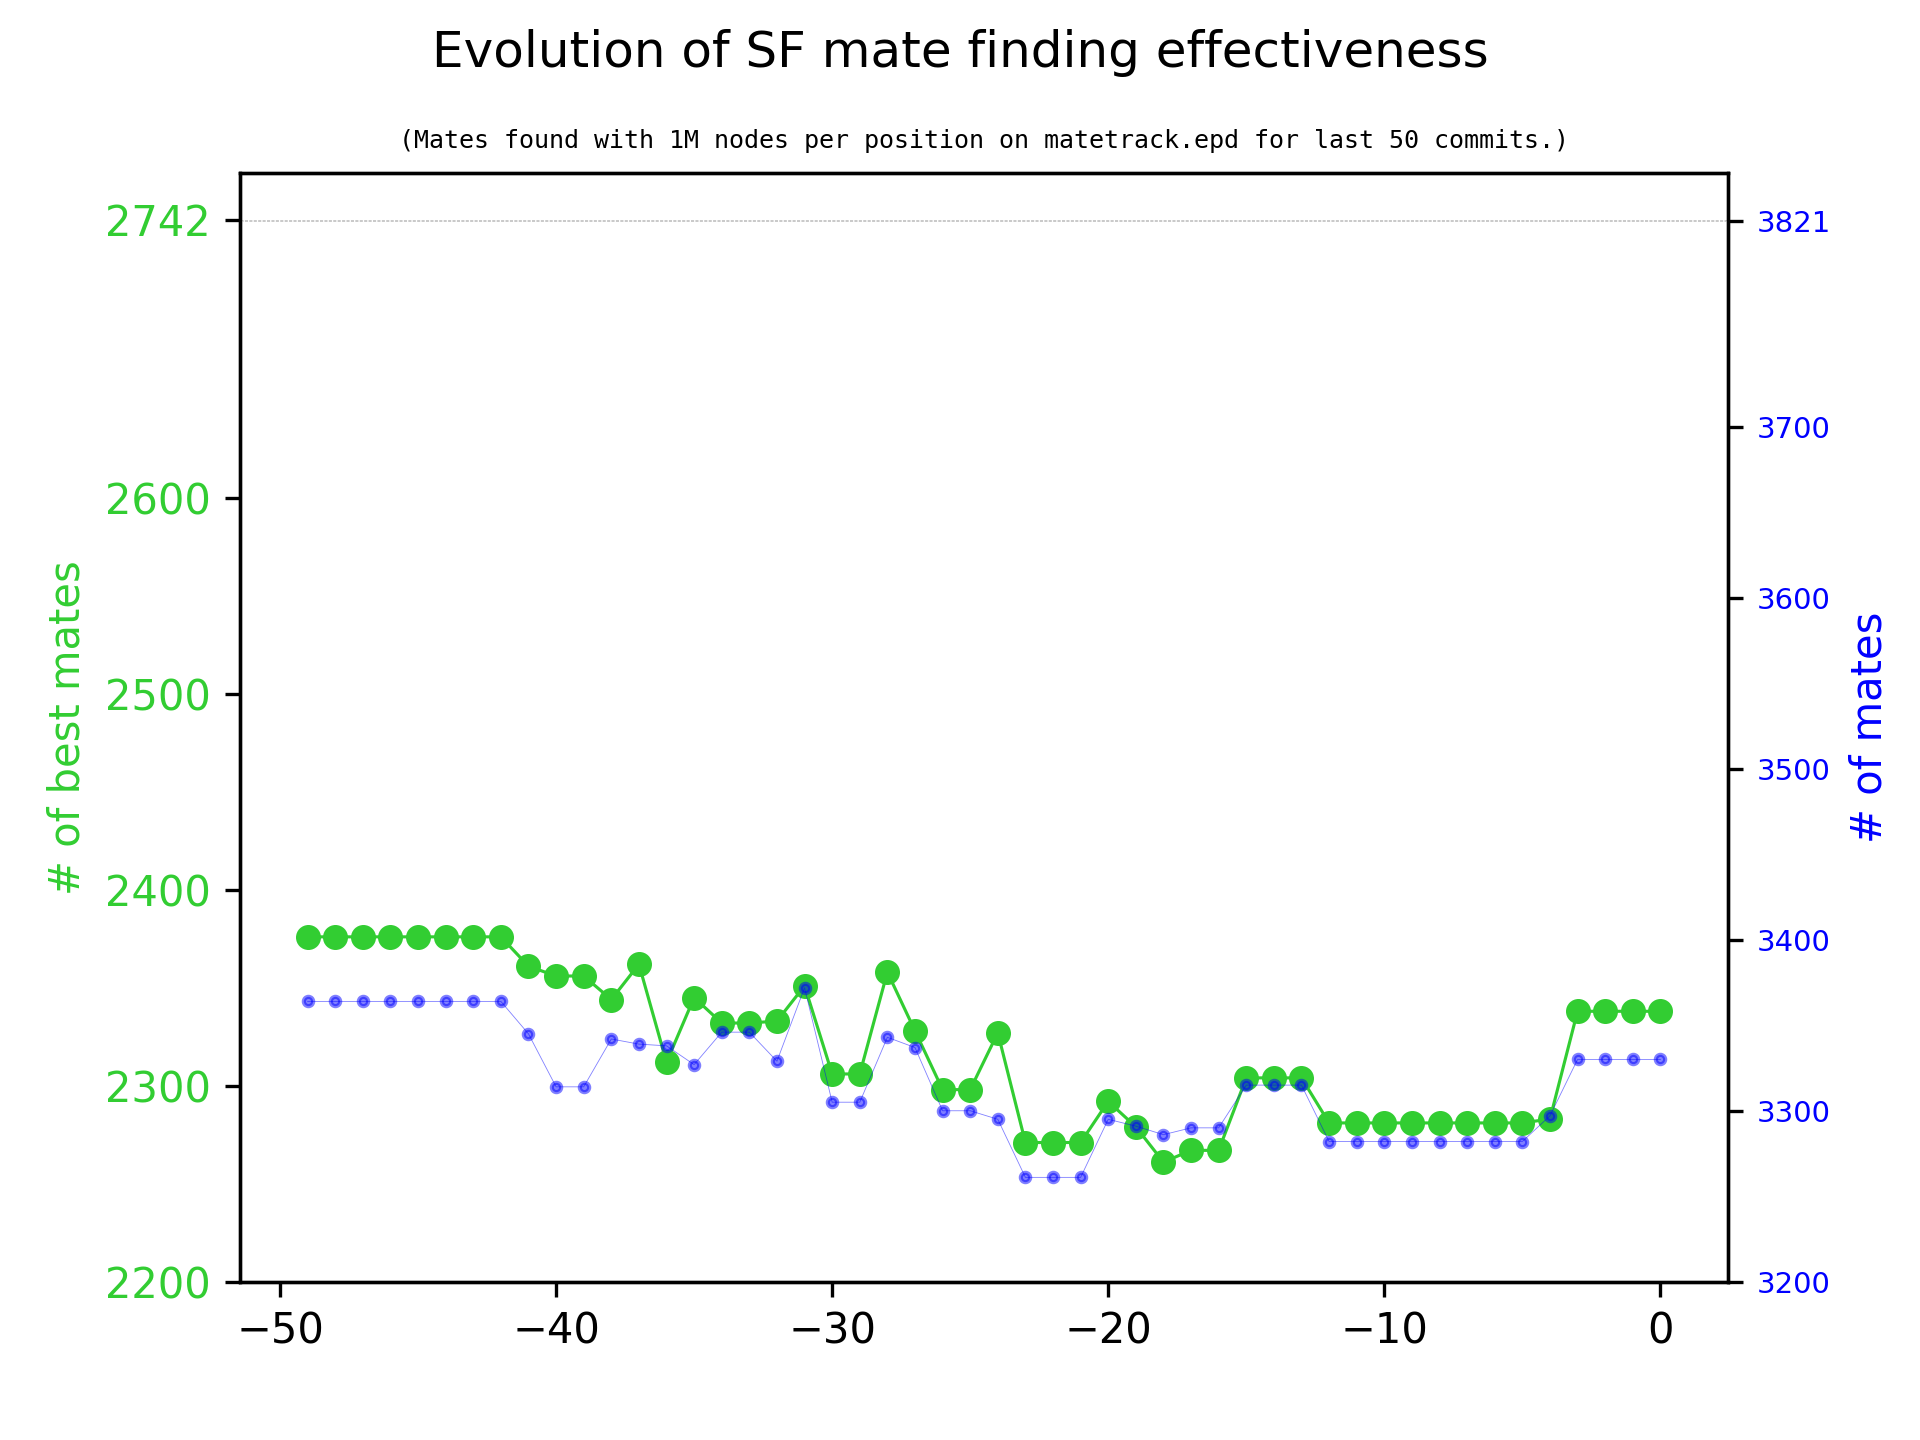 Evolution of SF mate finding effectiveness
(Mates found with 1M nodes per position on matetrack.epd for last 50 commits.)
# of best mates
2742
2600
2500
2400
2300
2200
3821
3700
3600
3500
3400
3300
3200
# of mates
−50 −40 −30 −20 −10 0